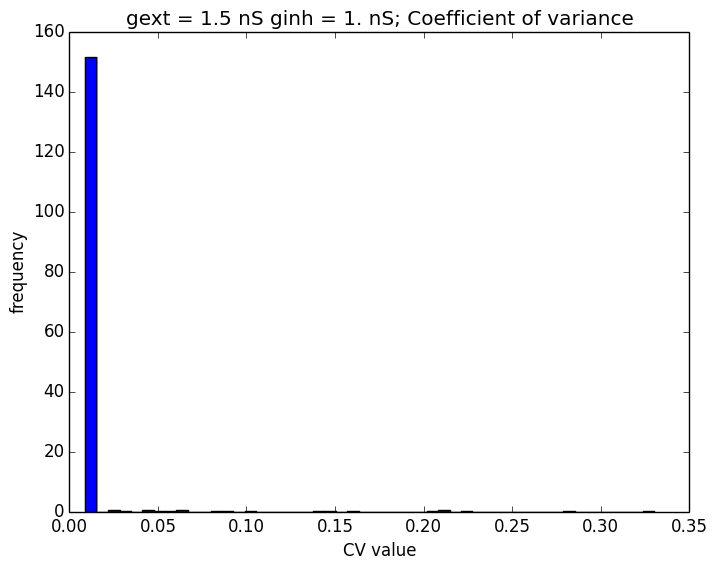 gext = 1.5 nS ginh = 1. nS; Coefficient of variance
160
140
120
100
80
60
40
20
0
frequency
0.00 0.05 0.10 0.15 0.20 0.25 0.30 0.35
CV value